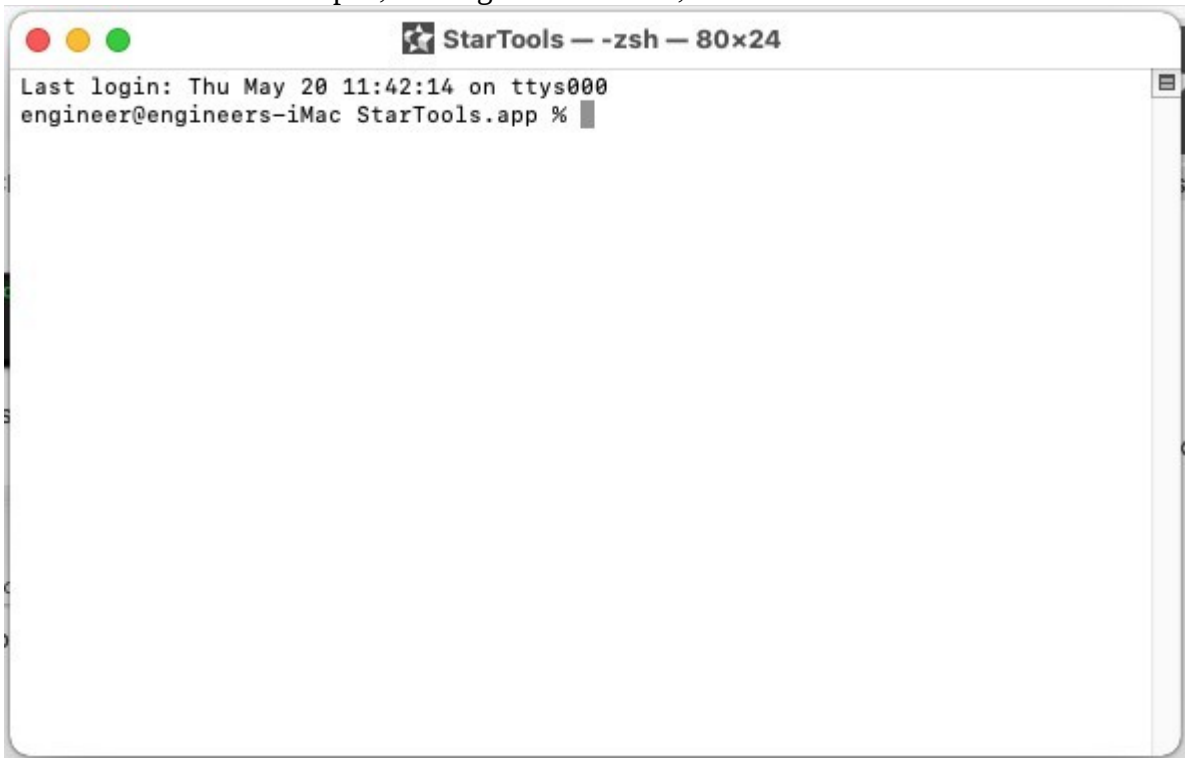 StarTools — -zsh — 80×24
Last login: Thu May 20 11:42:14 on ttys000
engineer@engineers-iMac StarTools.app %